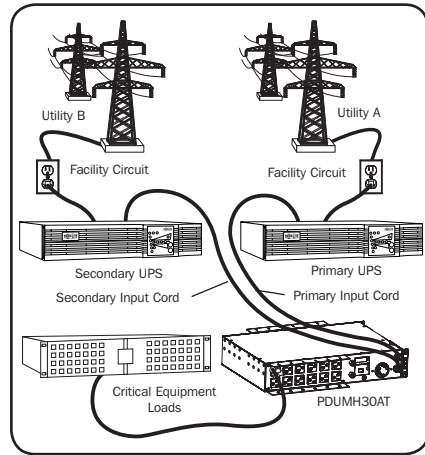 Utility B
Utility A
Facility Circuit
Facility Circuit
Secondary UPS
Primary UPS
Secondary Input Cord
Primary Input Cord
Critical Equipment
Loads
PDUMH30AT